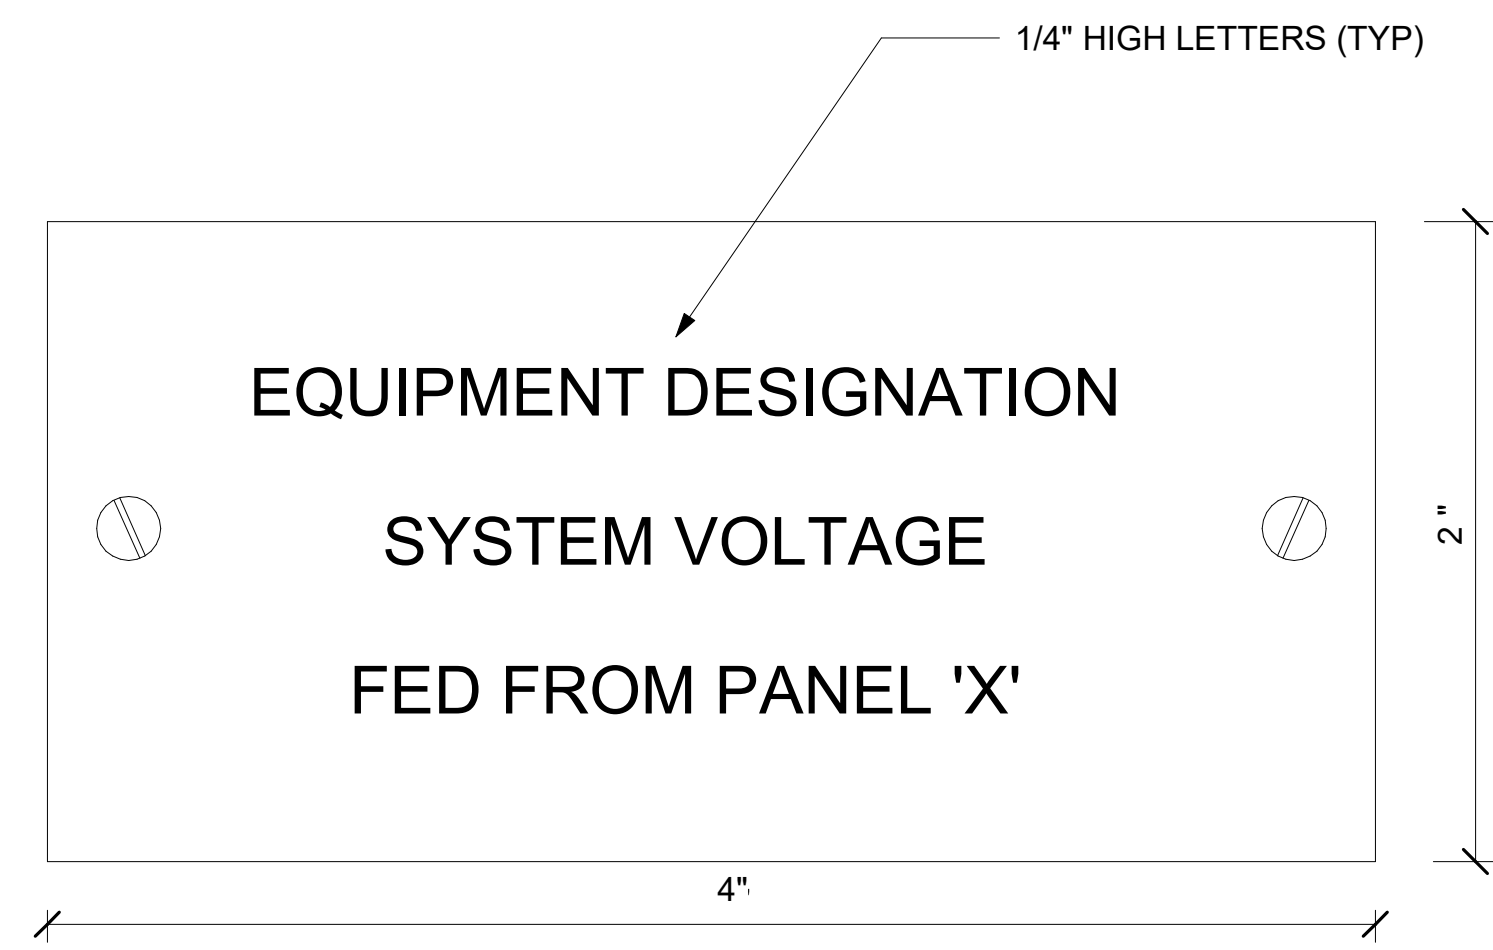 1/4" HIGH LETTERS (TYP)
EQUIPMENT DESIGNATION
SYSTEM VOLTAGE
FED FROM PANEL 'X'
2"
4"